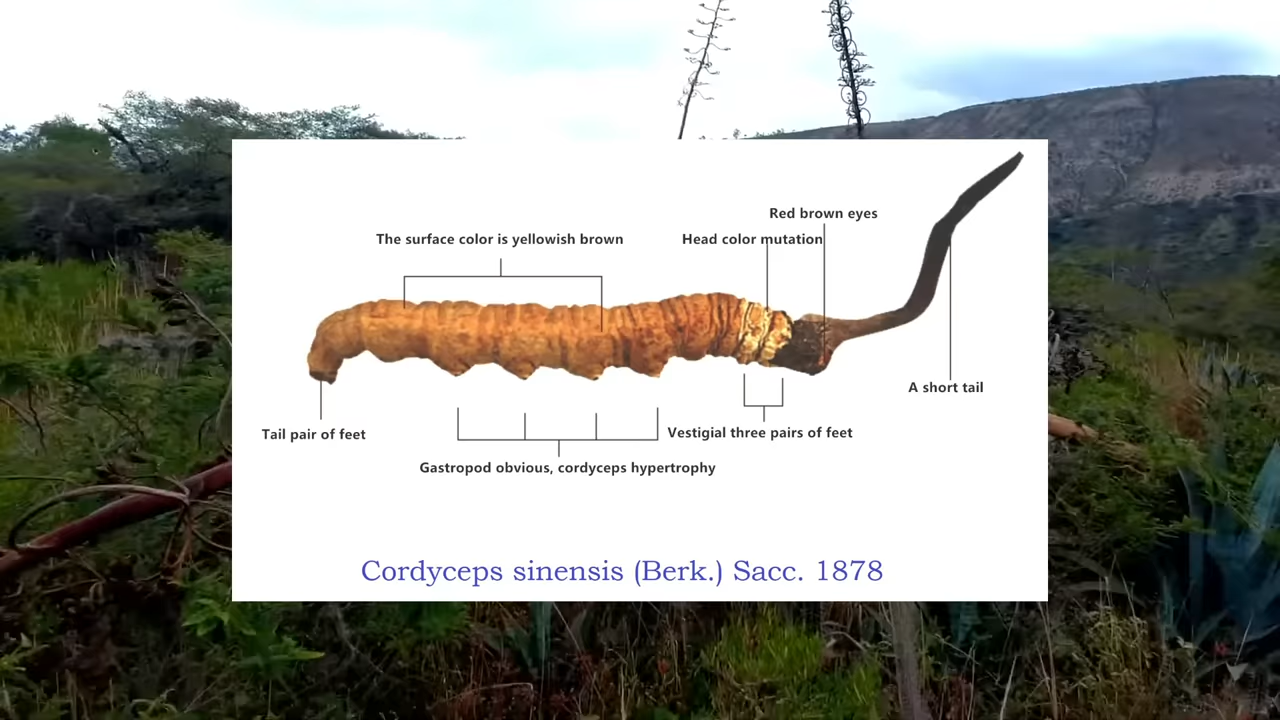 Red brown eyes
The surface color is yellowish brown
Head color mutation
A short tail
Tail pair of feet
Vestigial three pairs of feet
Gastropod obvious, cordyceps hypertrophy
Cordyceps sinensis (Berk.) Sacc. 1878